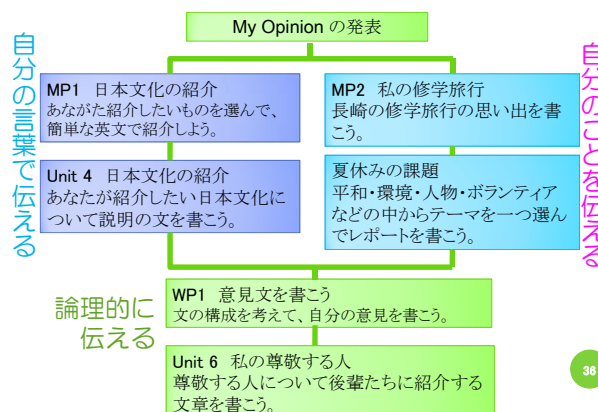 My Opinion の発表
自分の言葉で伝える
MP1 日本文化の紹介
あながた紹介したいものを選んで、
簡単な英文で紹介しよう。
Unit 4 日本文化の紹介
あなたが紹介したい日本文化に
ついて説明の文を書こう。
MP2 私の修学旅行
長崎の修学旅行の思い出を書
こう。
夏休みの課題
平和・環境・人物・ボランティア
などの中からテーマを一つ選ん
でレポートを書こう。
自分のことを伝える
論理的に
伝える
WP1 意見文を書こう
文の構成を考えて、自分の意見を書こう。
Unit 6 私の尊敬する人
尊敬する人について後輩たちに紹介する
文章を書こう。
36